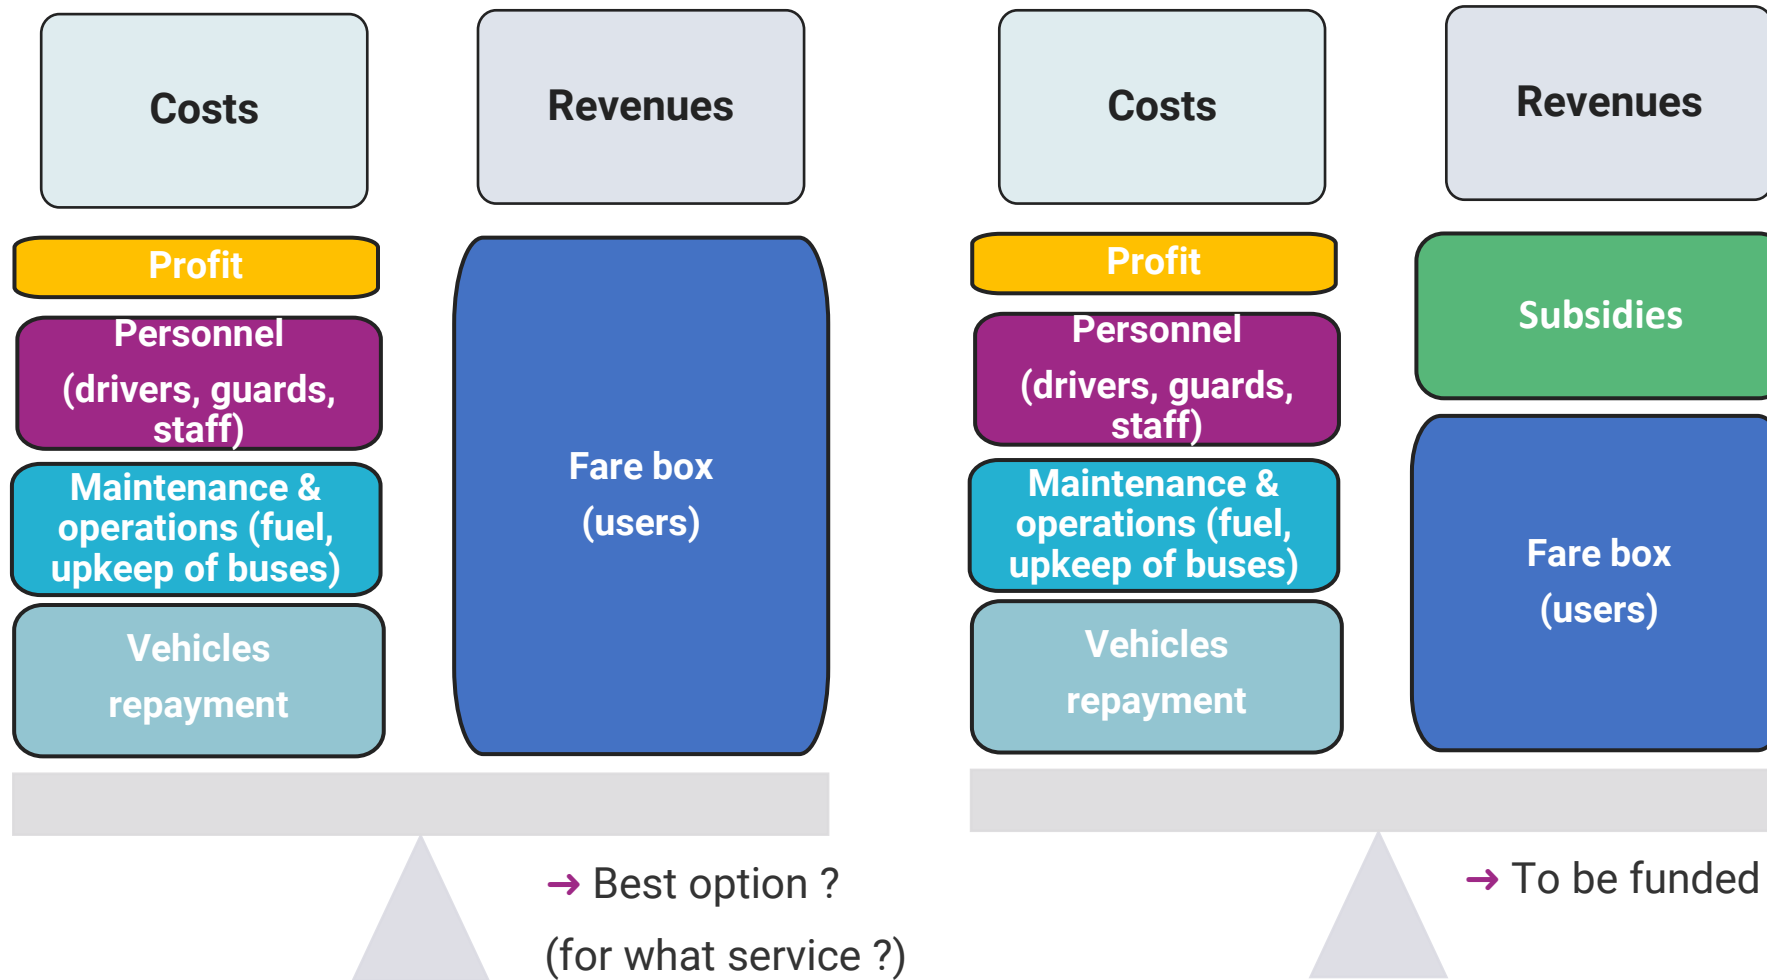 Costs
Revenues
Profit
Personnel
(drivers, guards,
staff)
Maintenance &
operations (fuel,
upkeep of buses)
Vehicles
repayment
Fare box
(users)
→ Best option ?
(for what service ?)
Costs
Revenues
Profit
Personnel
(drivers, guards,
staff)
Maintenance &
operations (fuel,
upkeep of buses)
Vehicles
repayment
Subsidies
Fare box
(users)
→ To be funded